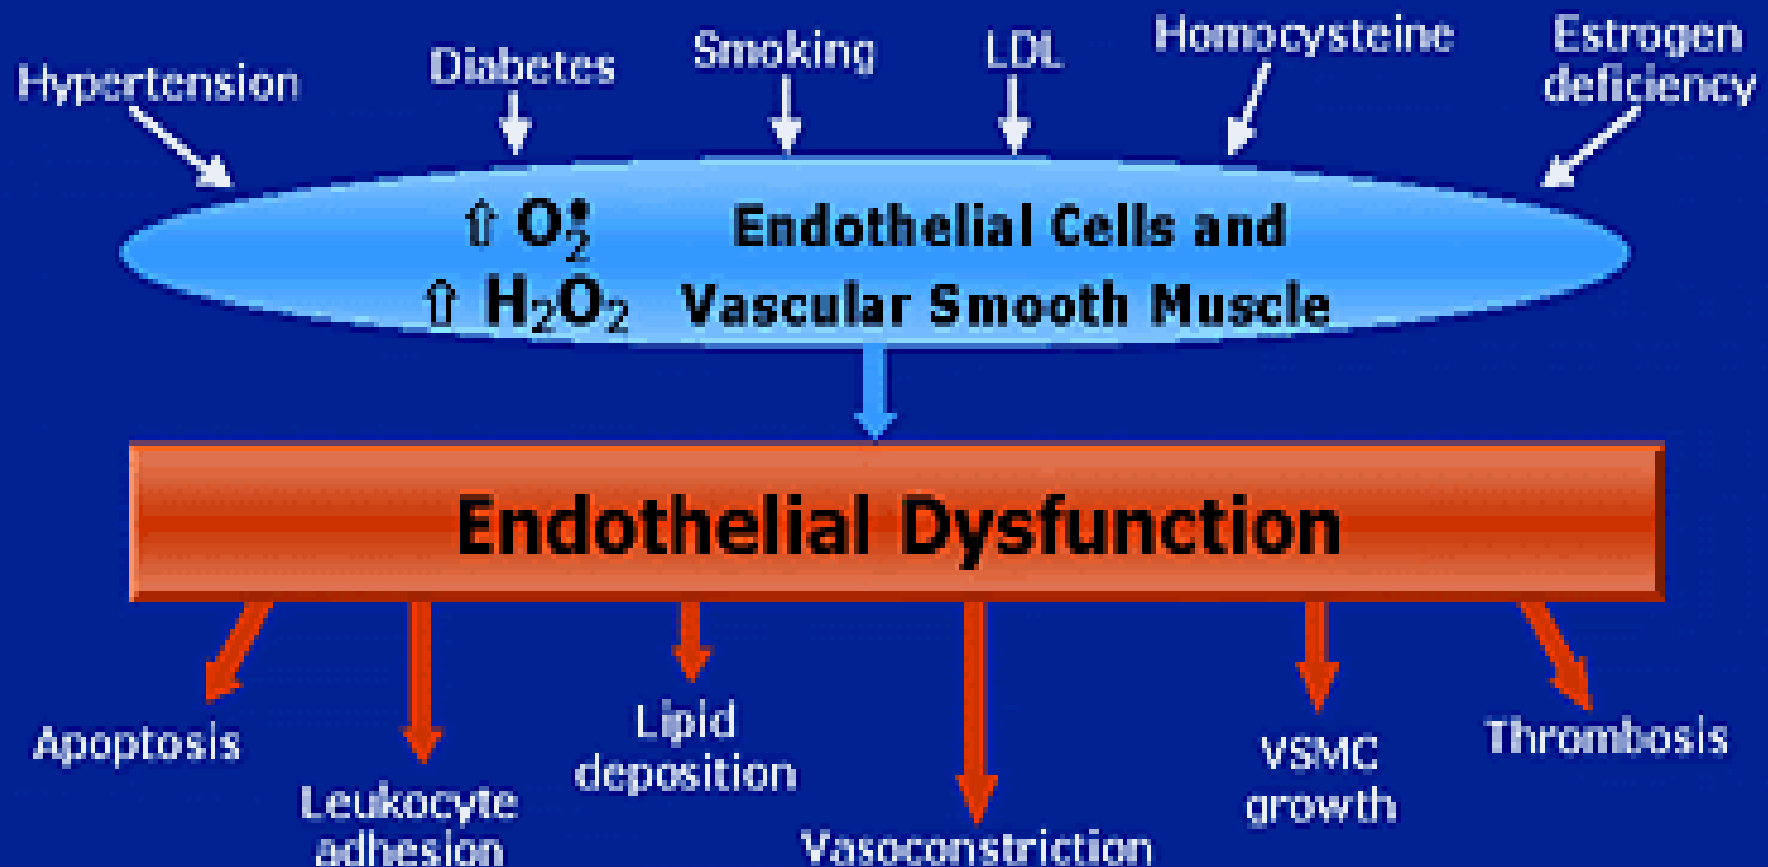 Hypertension
Diabetes
Smoking
LDL
Homocysteine
Estrogen
deficiency
⇧ O₂• Endothelial Cells and
⇧ H₂O₂ Vascular Smooth Muscle
Endothelial Dysfunction
Apoptosis
Leukocyte
adhesion
Lipid
deposition
Vasoconstriction
VSMC
growth
Thrombosis